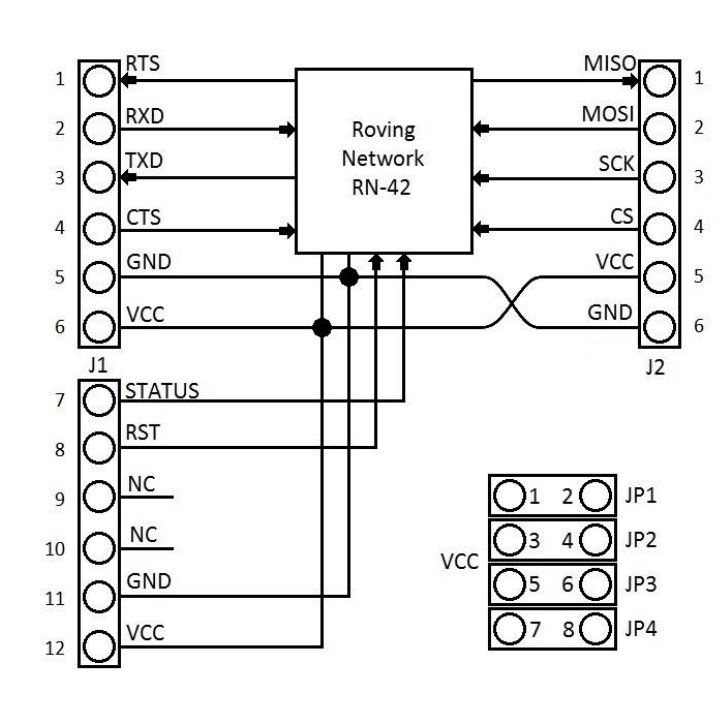 RTS
1
RXD
2
TXD
3
CTS
4
GND
5
VCC
6
J1
STATUS
7
RST
8
NC
9
NC
10
GND
11
VCC
12
Roving
Network
RN-42
MISO
1
MOSI
2
SCK
3
CS
4
VCC
5
GND
6
J2
VCC
1 2 JP1
3 4 JP2
5 6 JP3
7 8 JP4